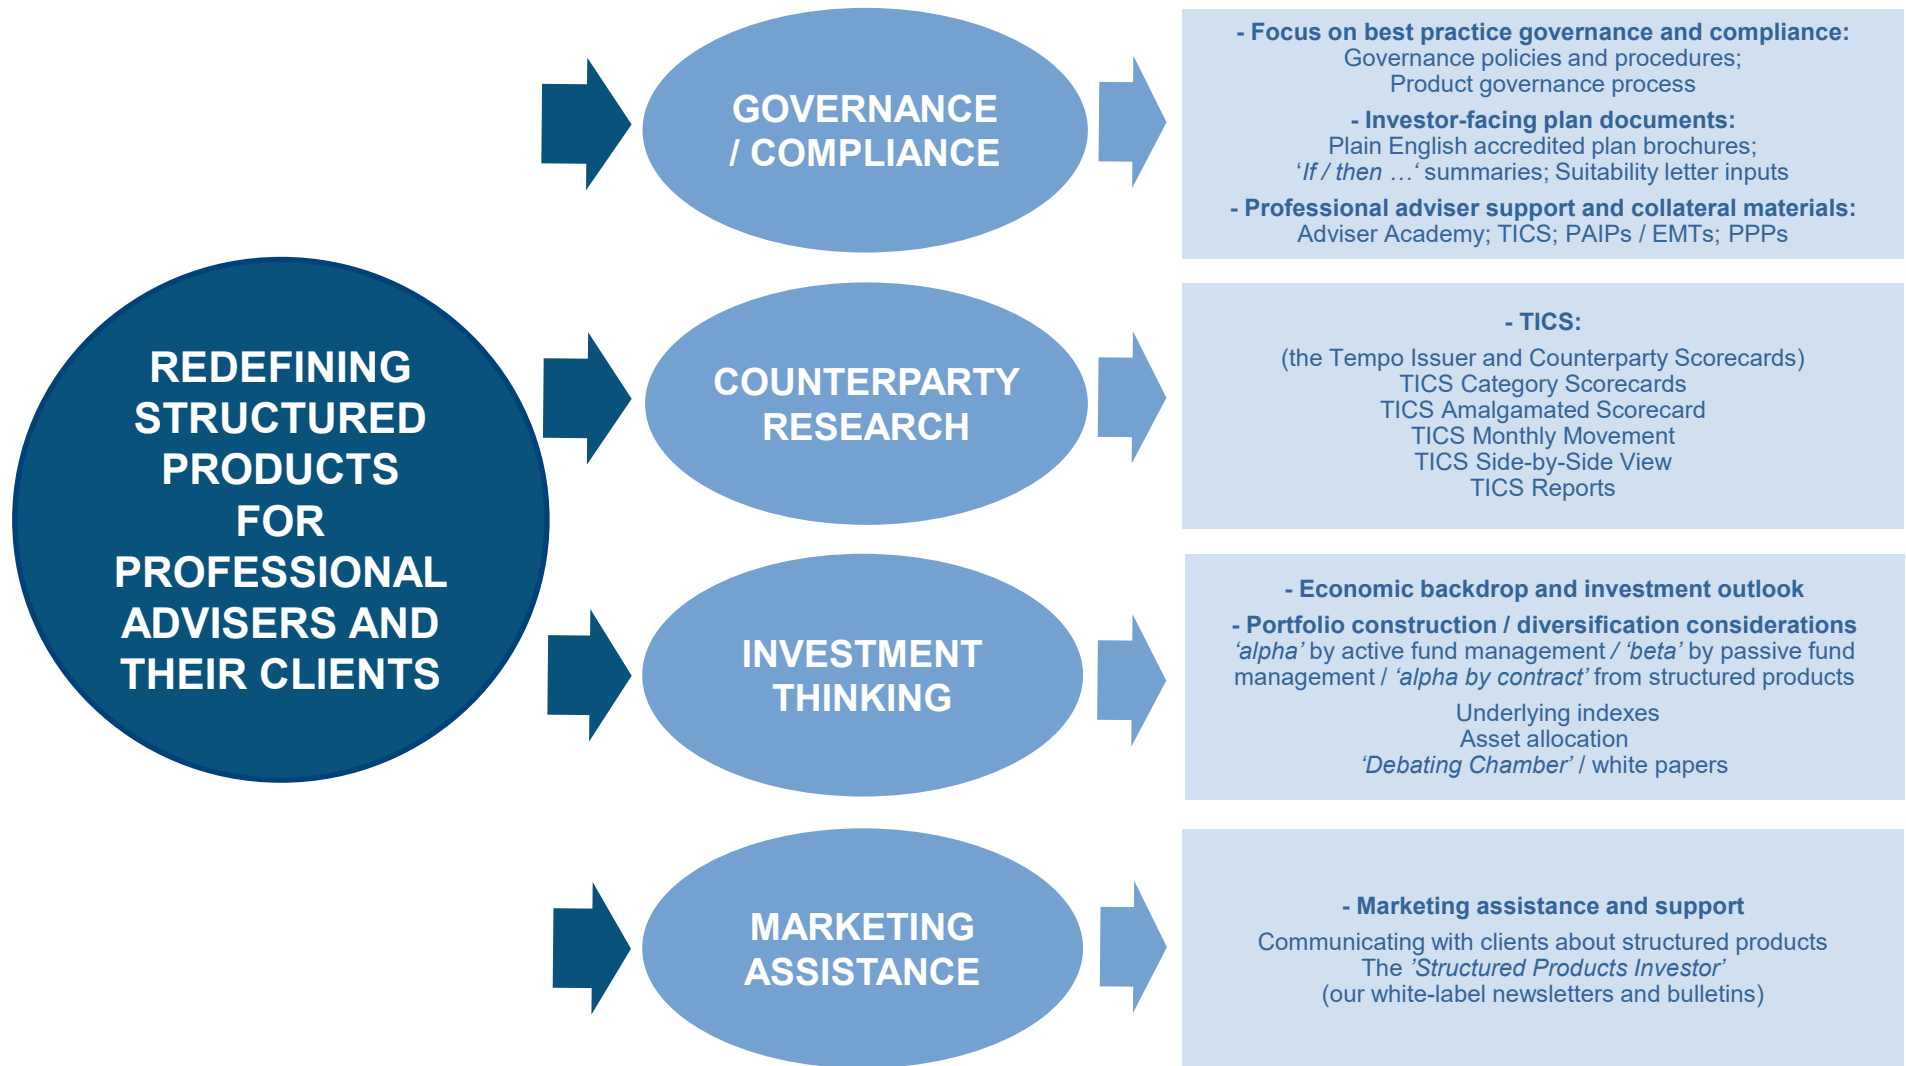 REDEFINING
STRUCTURED
PRODUCTS
FOR
PROFESSIONAL
ADVISERS AND
THEIR CLIENTS
GOVERNANCE
/ COMPLIANCE
- Focus on best practice governance and compliance:
Governance policies and procedures;
Product governance process
- Investor-facing plan documents:
Plain English accredited plan brochures;
‘If / then …‘ summaries; Suitability letter inputs
- Professional adviser support and collateral materials:
Adviser Academy; TICS; PAIPs / EMTs; PPPs
COUNTERPARTY
RESEARCH
- TICS:
(the Tempo Issuer and Counterparty Scorecards)
TICS Category Scorecards
TICS Amalgamated Scorecard
TICS Monthly Movement
TICS Side-by-Side View
TICS Reports
INVESTMENT
THINKING
- Economic backdrop and investment outlook
- Portfolio construction / diversification considerations
‘alpha’ by active fund management / ‘beta’ by passive fund
management / ‘alpha by contract’ from structured products
Underlying indexes
Asset allocation
‘Debating Chamber’ / white papers
MARKETING
ASSISTANCE
- Marketing assistance and support
Communicating with clients about structured products
The ’Structured Products Investor’
(our white-label newsletters and bulletins)